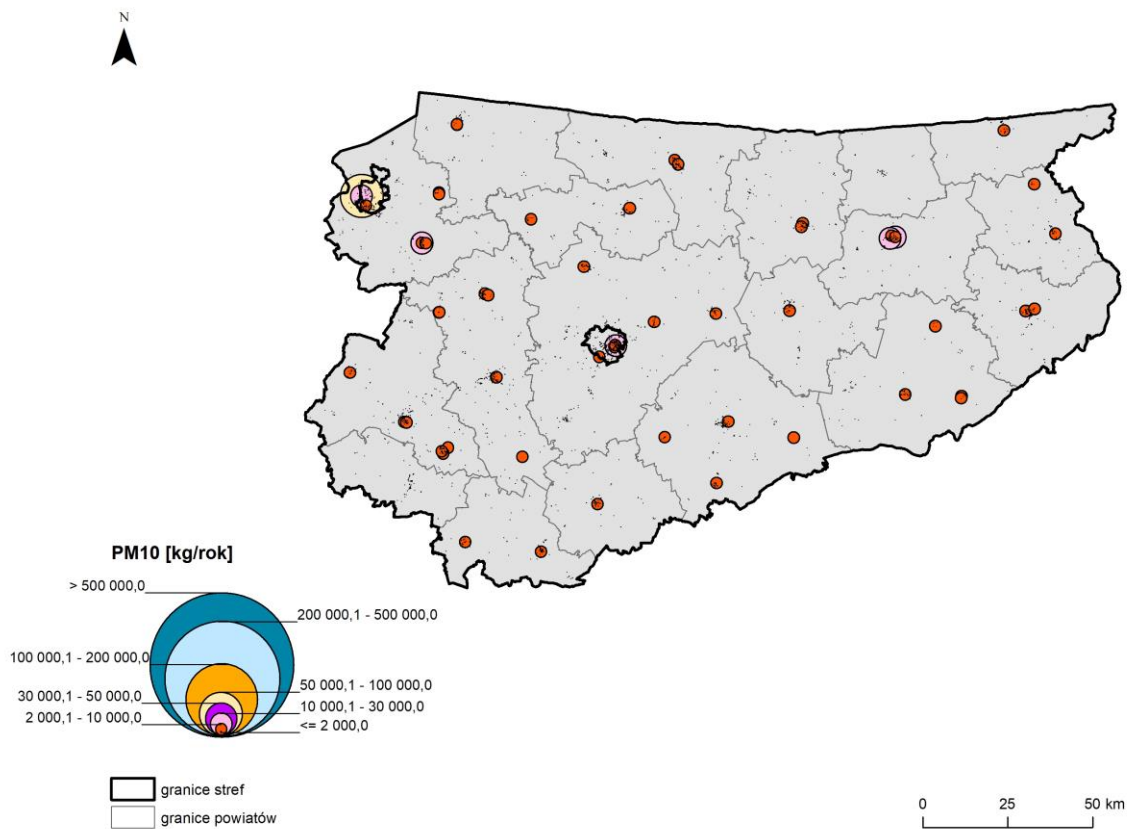 N
PM10 [kg/rok]
> 500 000,0
200 000,1 - 500 000,0
100 000,1 - 200 000,0
50 000,1 - 100 000,0
30 000,1 - 50 000,0
10 000,1 - 30 000,0
2 000,1 - 10 000,0
<= 2 000,0
granice stref
granice powiatów
0 25 50 km